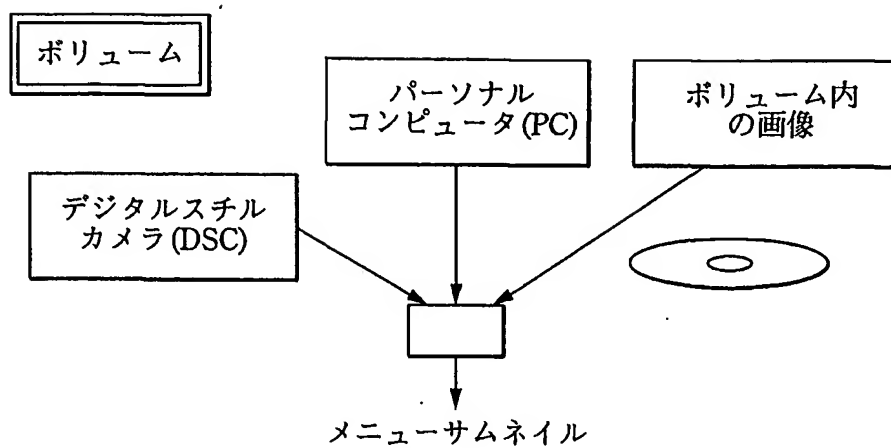 ボリューム
パーソナル
コンピュータ(PC)
ボリューム内
の画像
デジタルスチル
カメラ(DSC)
メニューサムネイル